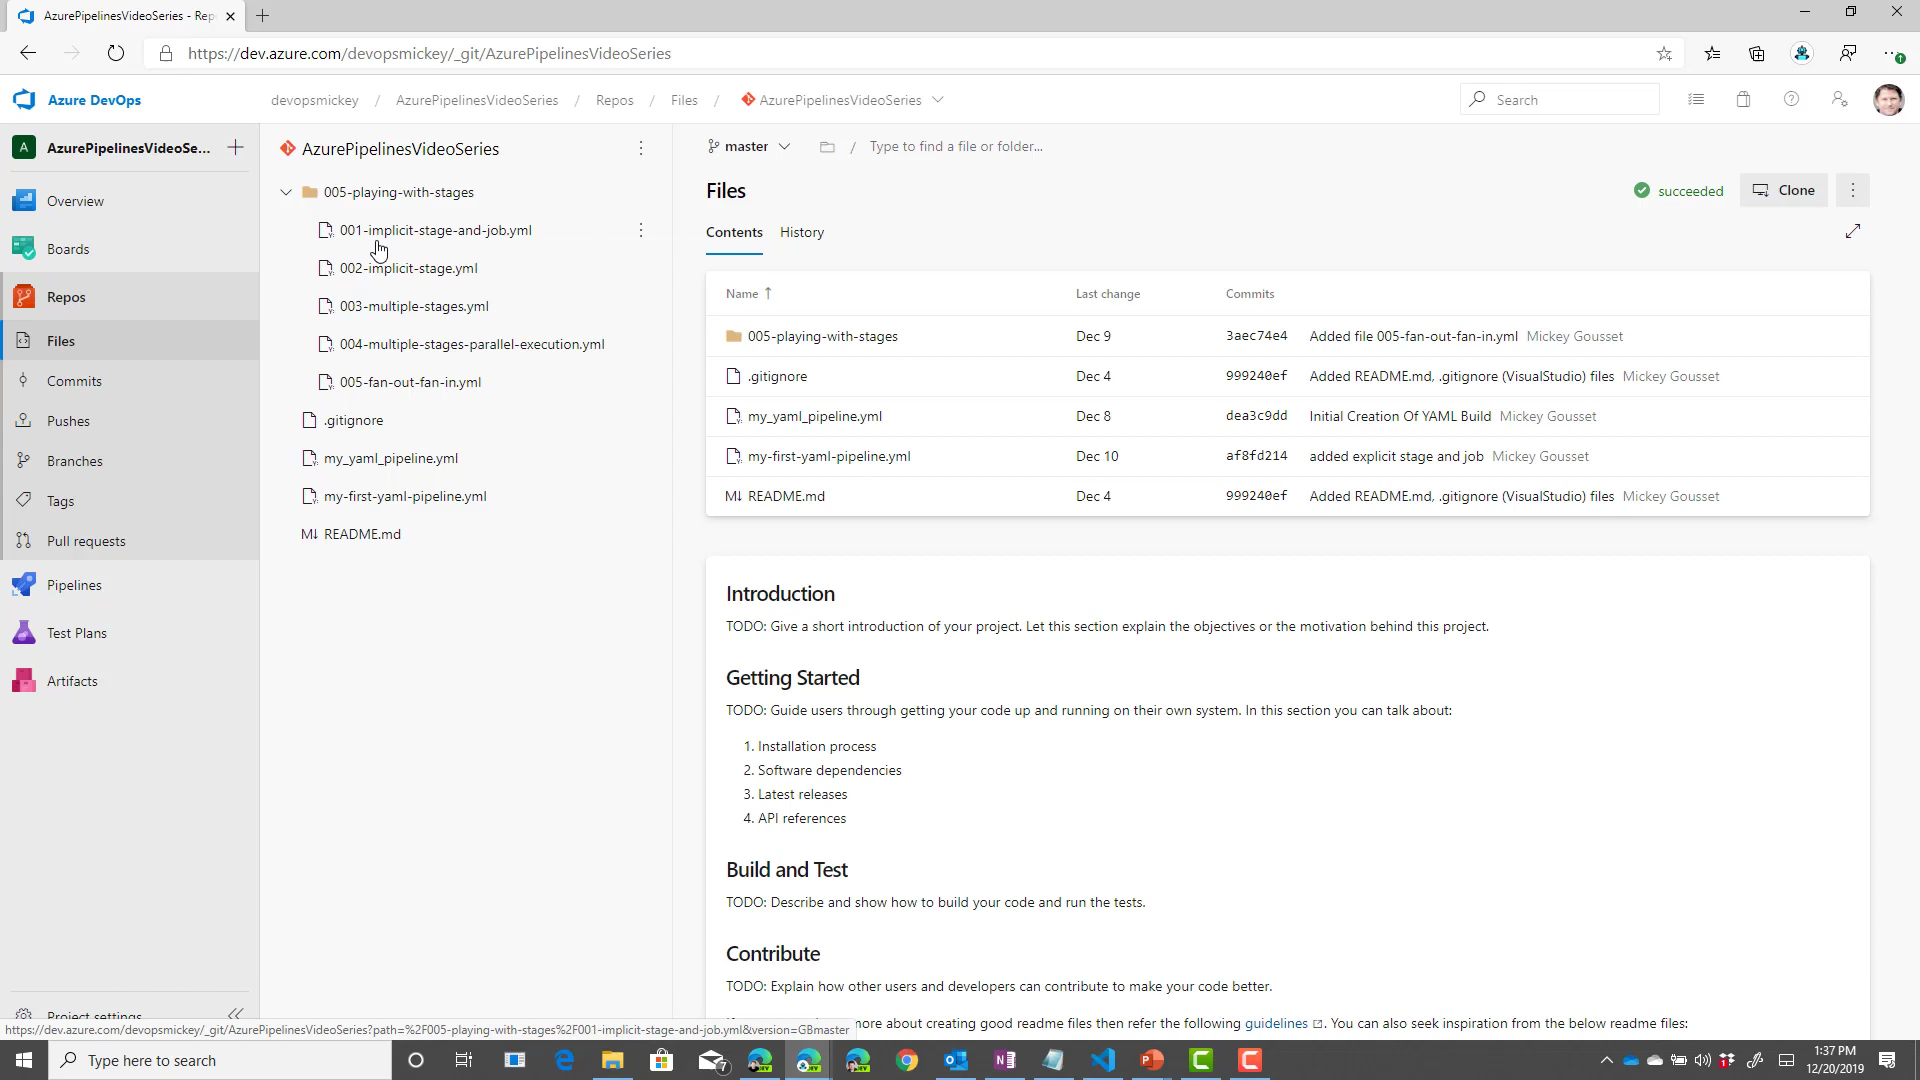 AzurePipelinesVideoSeries - Rep
https://dev.azure.com/devopsmickey/_git/AzurePipelinesVideoSeries
Azure DevOps
devopsmickey / AzurePipelinesVideoSeries / Repos / Files / AzurePipelinesVideoSeries
Search
A AzurePipelinesVideoSe...
Overview
Boards
Repos
Files
Commits
Pushes
Branches
Tags
Pull requests
Pipelines
Test Plans
Artifacts
Project settings
AzurePipelinesVideoSeries
005-playing-with-stages
001-implicit-stage-and-job.yml
002-implicit-stage.yml
003-multiple-stages.yml
004-multiple-stages-parallel-execution.yml
005-fan-out-fan-in.yml
.gitignore
my_yaml_pipeline.yml
my-first-yaml-pipeline.yml
M↓ README.md
master / Type to find a file or folder...
Files
succeeded
Clone
Contents History
Name ↑ Last change Commits
005-playing-with-stages Dec 9 3aec74e4 Added file 005-fan-out-fan-in.yml Mickey Gousset
.gitignore Dec 4 999240ef Added README.md, .gitignore (VisualStudio) files Mickey Gousset
my_yaml_pipeline.yml Dec 8 dea3c9dd Initial Creation Of YAML Build Mickey Gousset
my-first-yaml-pipeline.yml Dec 10 af8fd214 added explicit stage and job Mickey Gousset
M↓ README.md Dec 4 999240ef Added README.md, .gitignore (VisualStudio) files Mickey Gousset
Introduction
TODO: Give a short introduction of your project. Let this section explain the objectives or the motivation behind this project.
Getting Started
TODO: Guide users through getting your code up and running on their own system. In this section you can talk about:
1. Installation process
2. Software dependencies
3. Latest releases
4. API references
Build and Test
TODO: Describe and show how to build your code and run the tests.
Contribute
TODO: Explain how other users and developers can contribute to make your code better.
more about creating good readme files then refer the following guidelines. You can also seek inspiration from the below readme files:
https://dev.azure.com/devopsmickey/_git/AzurePipelinesVideoSeries?path=%2F005-playing-with-stages%2F001-implicit-stage-and-job.yml&version=GBmaster
Type here to search
7
1:37 PM
12/20/2019